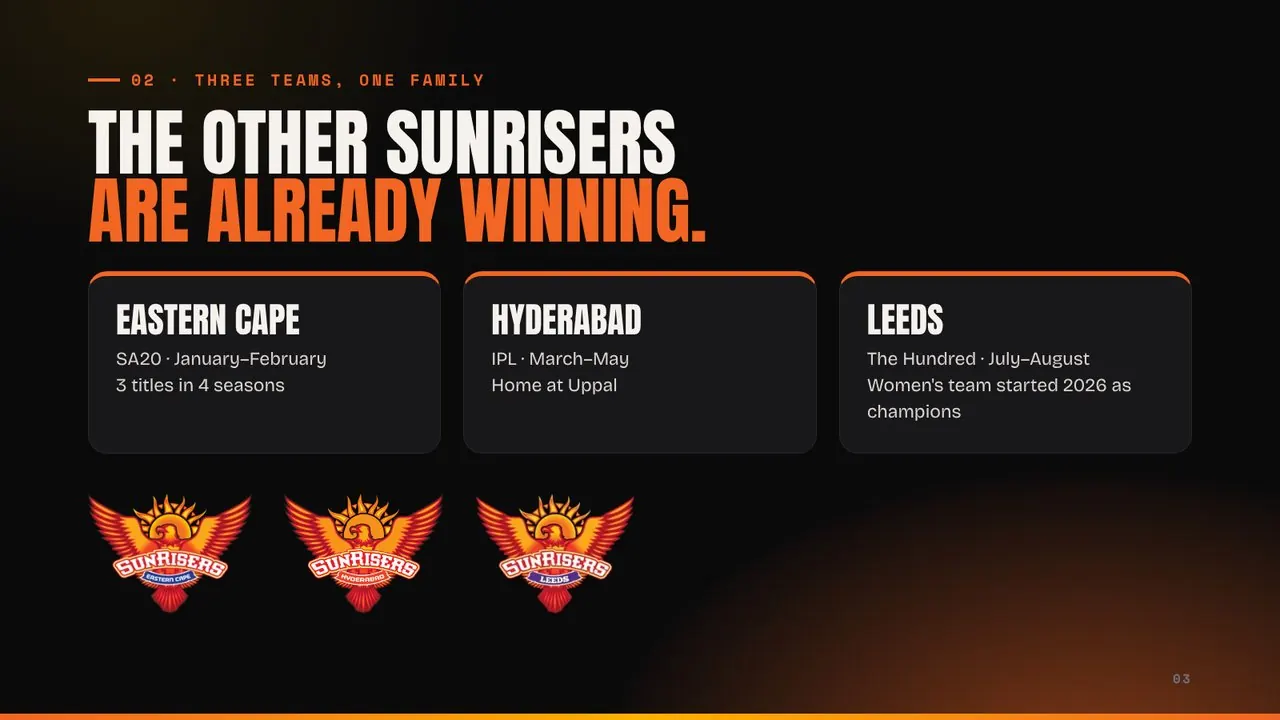 02 · THREE TEAMS, ONE FAMILY
THE OTHER SUNRISERS
ARE ALREADY WINNING.
EASTERN CAPE
SA20 · January–February
3 titles in 4 seasons
HYDERABAD
IPL · March–May
Home at Uppal
LEEDS
The Hundred · July–August
Women's team started 2026 as
champions
SUNRISERS
EASTERN CAPE
SUNRISERS
HYDERABAD
SUNRISERS
LEEDS
03